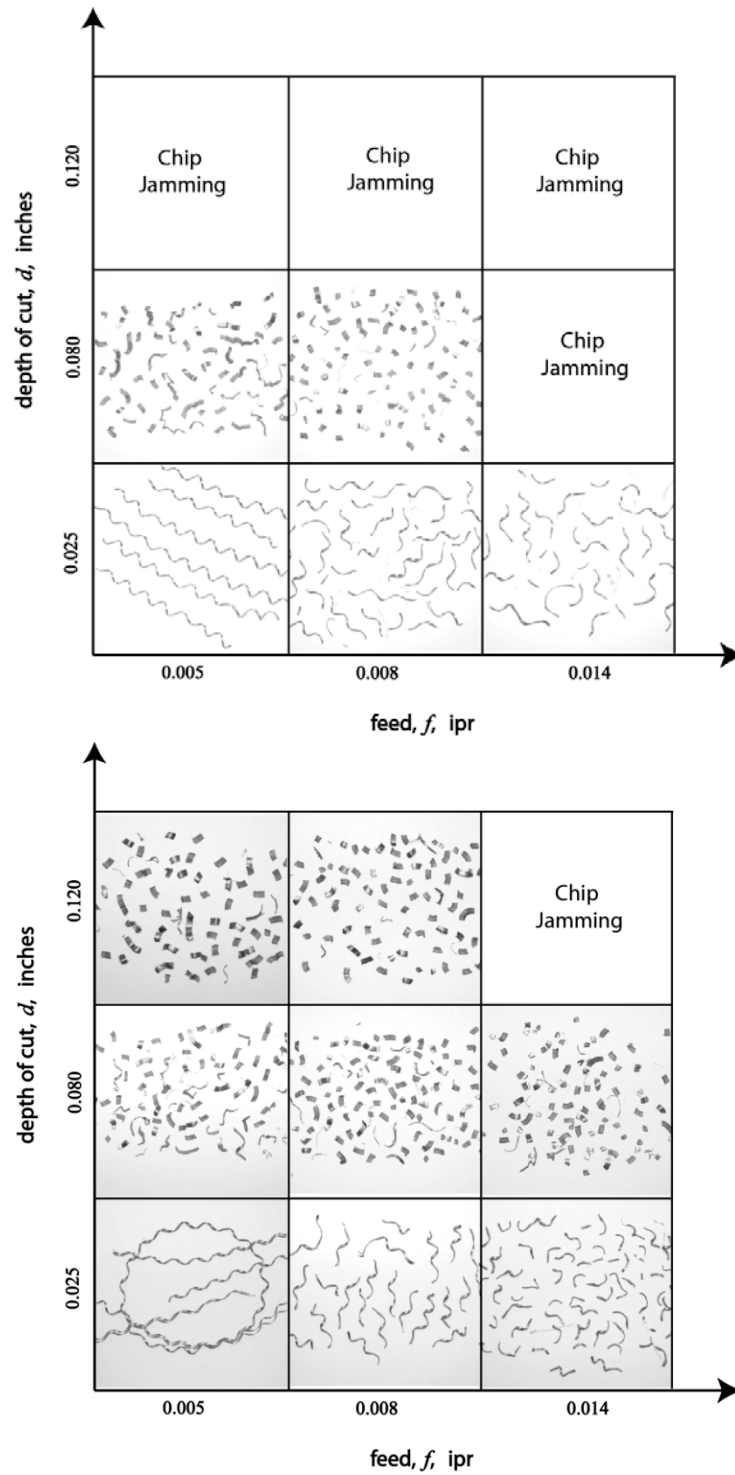 0.120
Chip
Jamming
Chip
Jamming
Chip
Jamming
depth of cut, d, inches
0.080
Chip
Jamming
0.025
0.005
0.008
0.014
feed, f, ipr
0.120
Chip
Jamming
depth of cut, d, inches
0.080
0.025
0.005
0.008
0.014
feed, f, ipr